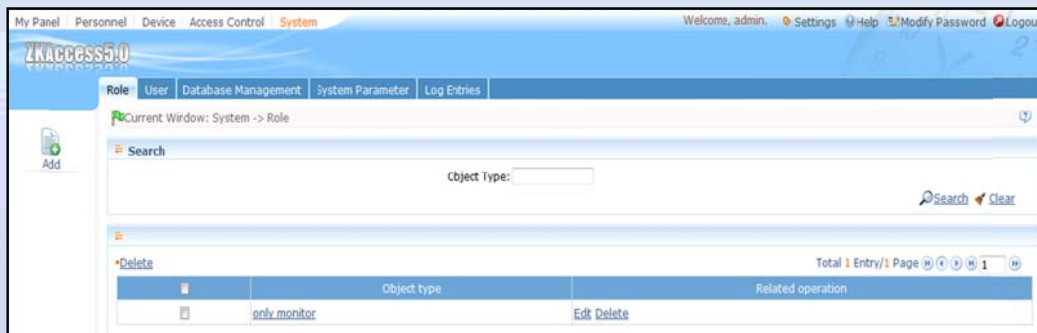 My Panel Personnel Device Access Control System Welcome, admin. Settings Help Modify Password Logou
ZKAccess5.0
Role User Database Management System Parameter Log Entries
Current Window: System -> Role
Add
Search
Object Type:
Search Clear
Delete Total 1 Entry/1 Page 1
Object type Related operation
only monitor Edt Delete